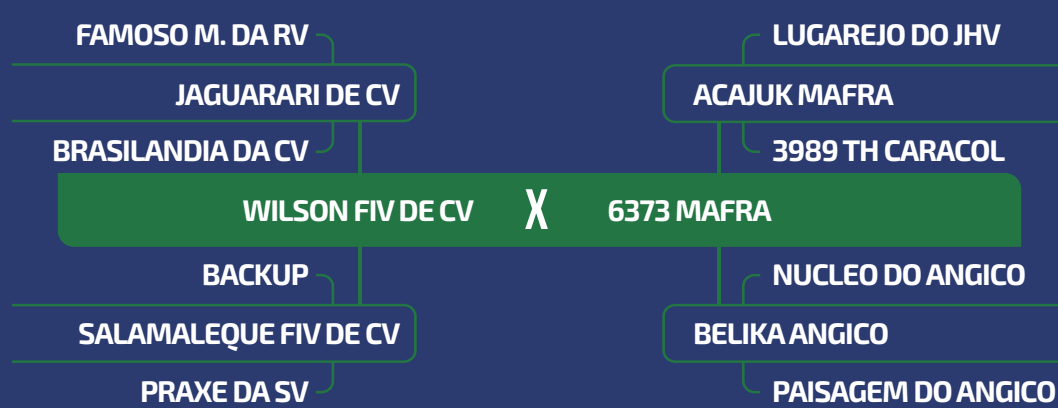 FAMOSO M. DA RV
LUGAREJO DO JHV
JAGUARARI DE CV
ACAJUK MAFRA
BRASILANDIA DA CV
3989 TH CARACOL
WILSON FIV DE CV X 6373 MAFRA
BACKUP
NUCLEO DO ANGICO
SALAMALEQUE FIV DE CV
BELIKA ANGICO
PRAXE DA SV
PAISAGEM DO ANGICO